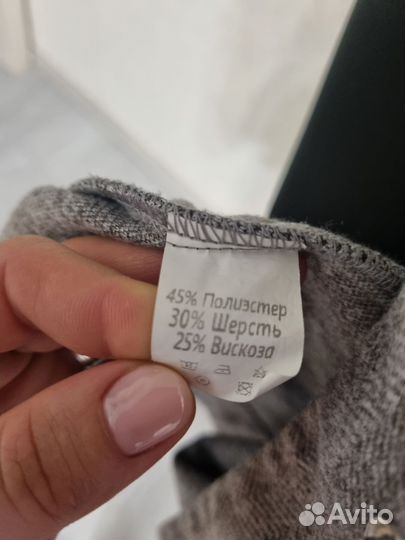 45% Полиэстер
30% Шерсть
25% Вискоза
Avito